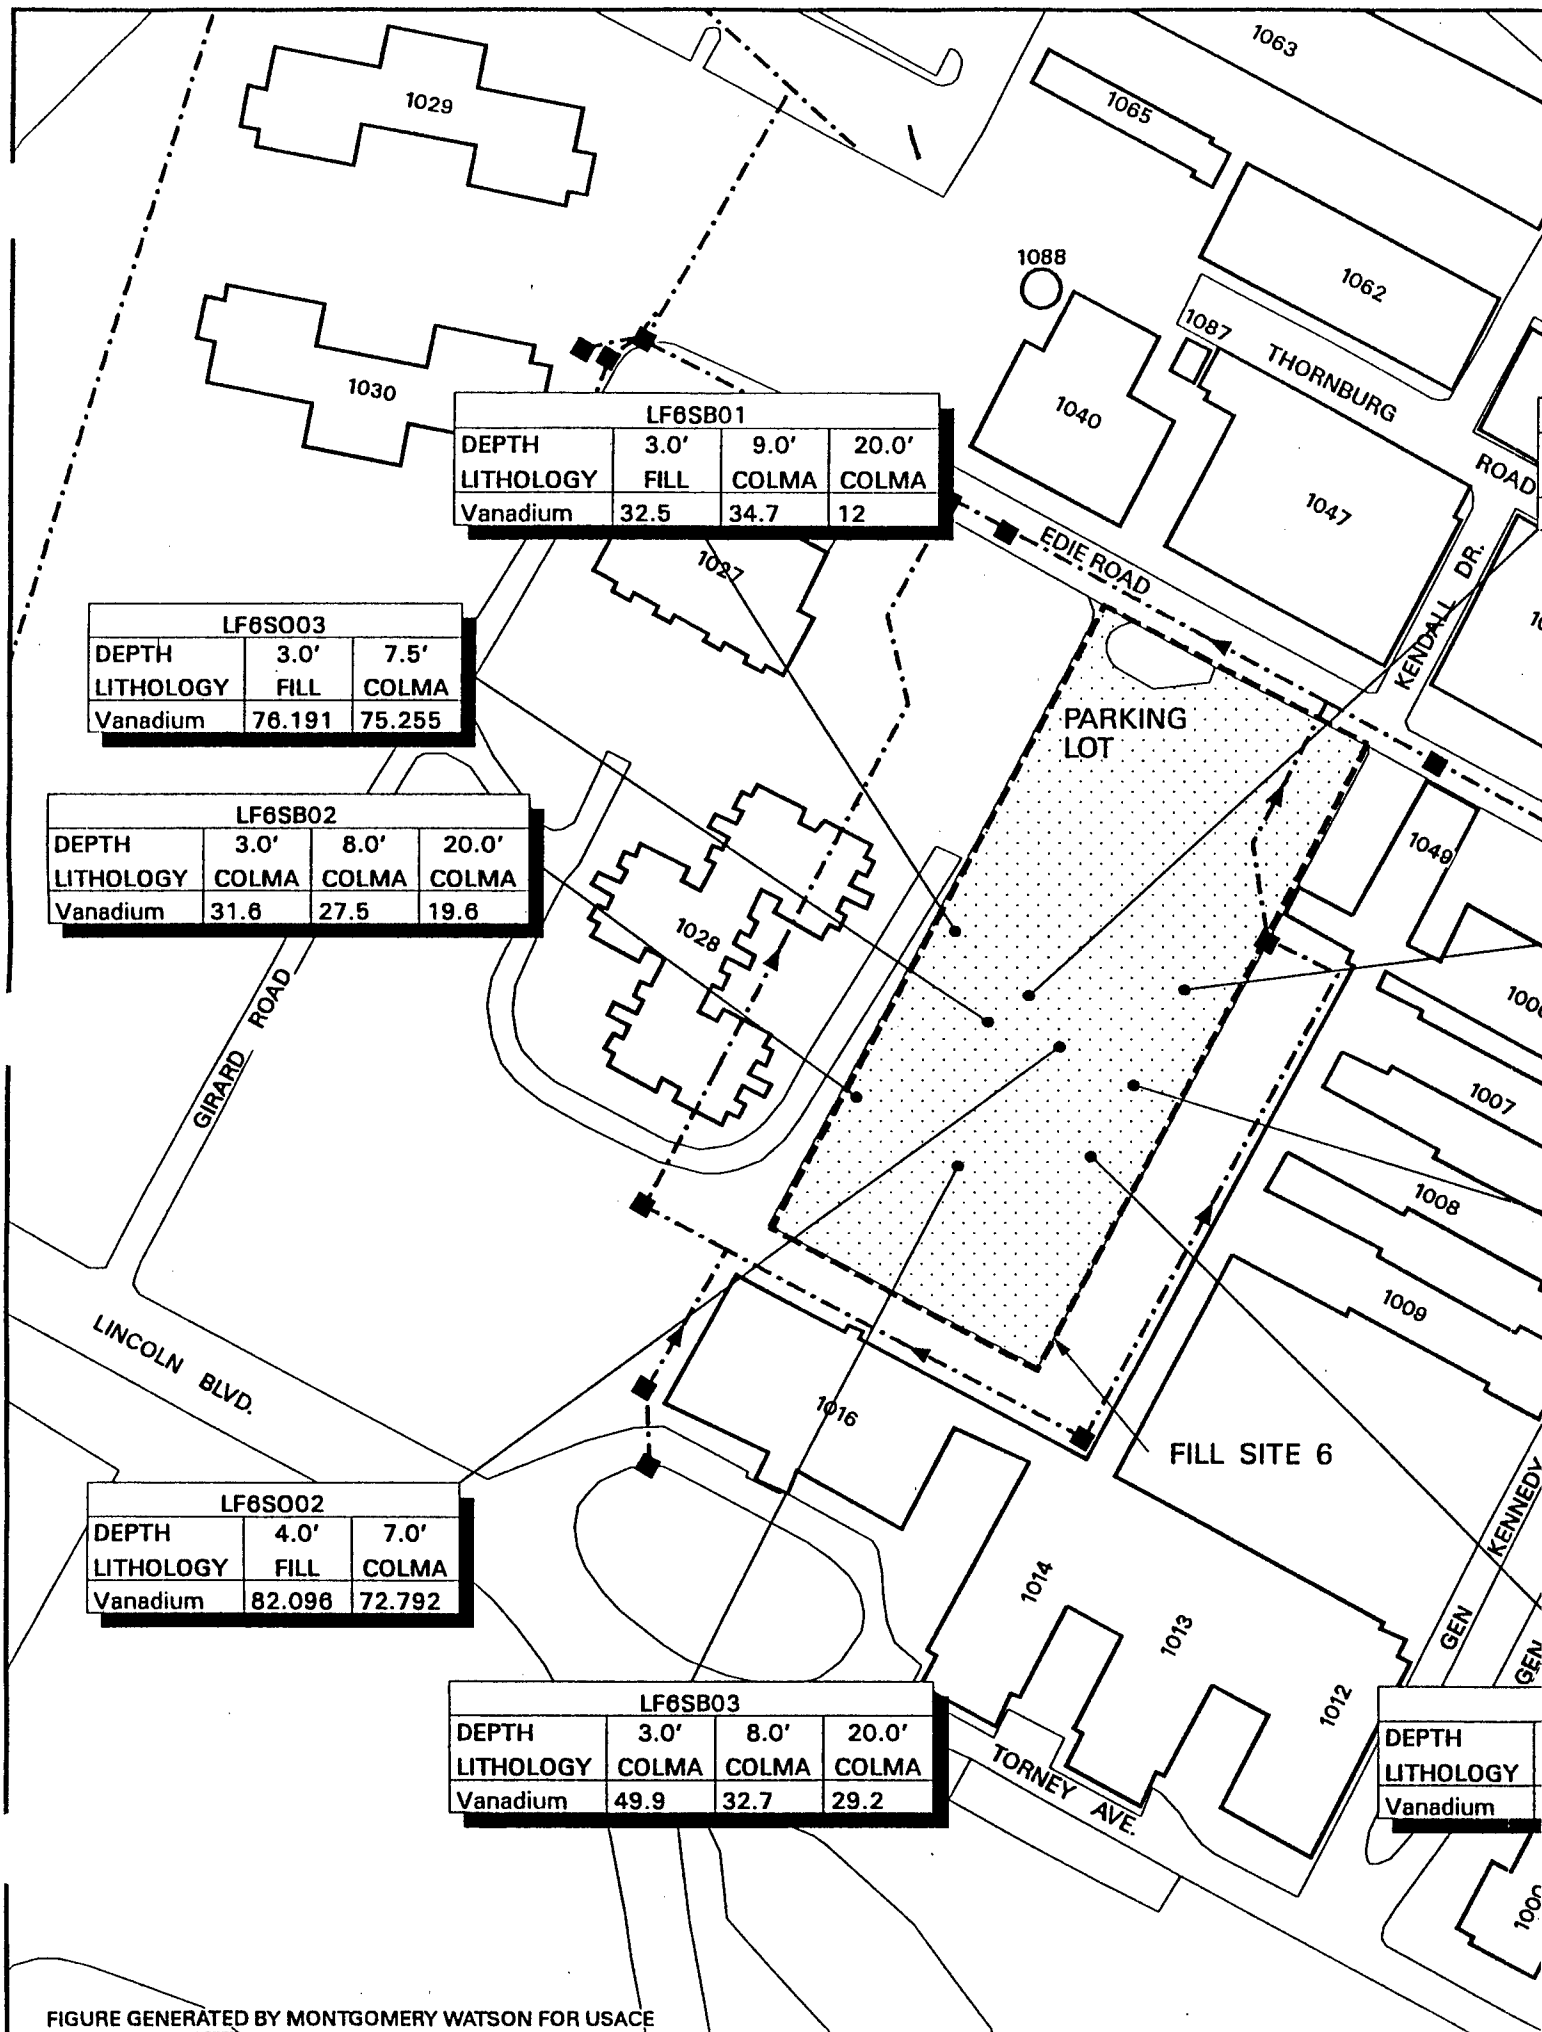 1063
1029
1065
1088
1062
1087
THORNBURG
1030
1040
ROAD
LF6SB01
DEPTH 3.0' 9.0' 20.0'
LITHOLOGY FILL COLMA COLMA
Vanadium 32.5 34.7 12
1047
EDIE ROAD
KENDALL DR.
1027
LF6SO03
DEPTH 3.0' 7.5'
LITHOLOGY FILL COLMA
Vanadium 76.191 75.255
PARKING
LOT
LF6SB02
DEPTH 3.0' 8.0' 20.0'
LITHOLOGY COLMA COLMA COLMA
Vanadium 31.6 27.5 19.6
1049
1028
GIRARD ROAD
1007
1008
1009
LINCOLN BLVD.
1016
FILL SITE 6
LF6SO02
DEPTH 4.0' 7.0'
LITHOLOGY FILL COLMA
Vanadium 82.096 72.792
GEN KENNEDY
GEN
1014
1013
1012
LF6SB03
DEPTH 3.0' 8.0' 20.0'
LITHOLOGY COLMA COLMA COLMA
Vanadium 49.9 32.7 29.2
DEPTH
LITHOLOGY
Vanadium
TORNEY AVE.
FIGURE GENERATED BY MONTGOMERY WATSON FOR USACE